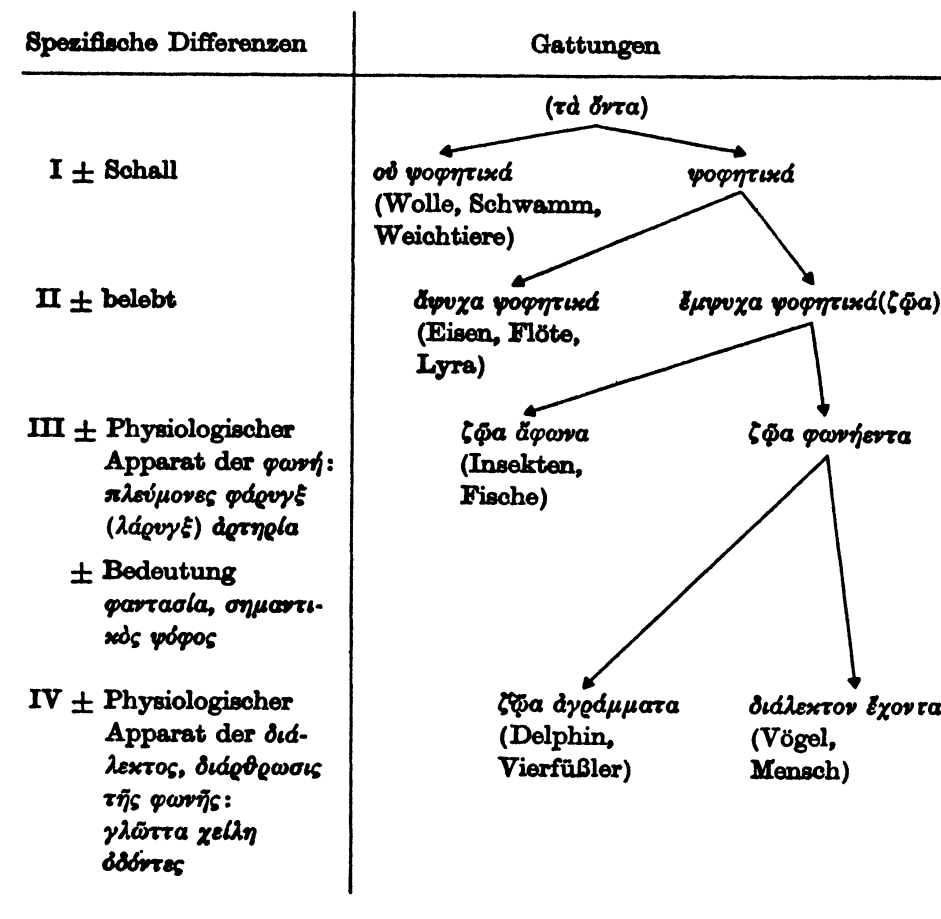 Spezifische Differenzen
Gattungen
(τὰ ὄντα)
I ± Schall
οὐ ψοφητικά
(Wolle, Schwamm,
Weichtiere)
ψοφητικά
II ± belebt
ἄψυχα ψοφητικά
(Eisen, Flöte,
Lyra)
ἔμψυχα ψοφητικά(ζῷα)
III ± Physiologischer
Apparat der φωνή:
πλεύμονες φάρυγξ
(λάρυγξ) ἀρτηρία
ζῷα ἄφωνα
(Insekten,
Fische)
ζῷα φωνήεντα
± Bedeutung
φαντασία, σημαντι-
κὸς ψόφος
IV ± Physiologischer
Apparat der διά-
λεκτος, διάρθρωσις
τῆς φωνῆς:
γλῶττα χείλη
ὀδόντες
ζῷα ἀγράμματα
(Delphin,
Vierfüßler)
διάλεκτον ἔχοντα
(Vögel,
Mensch)